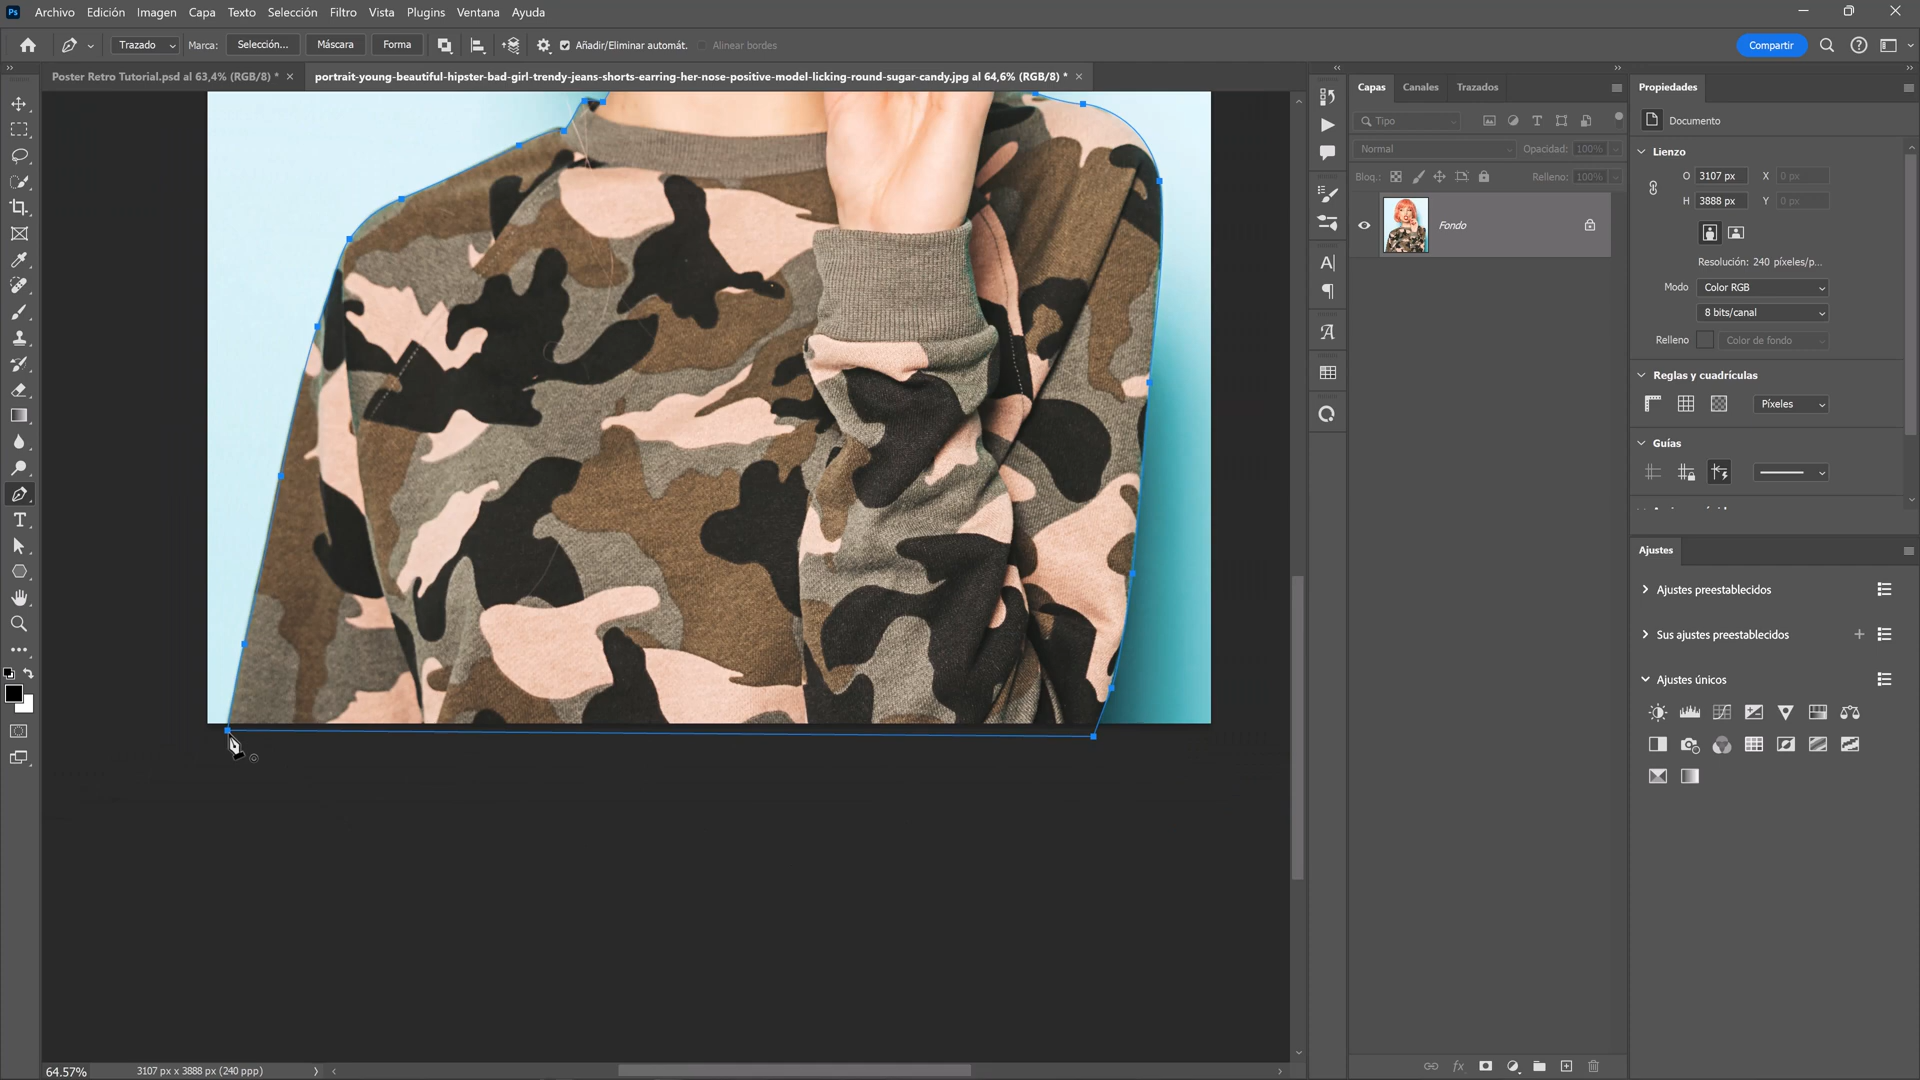 Ps Archivo Edición Imagen Capa Texto Selección Filtro Vista Plugins Ventana Ayuda
Trazado Marca: Selección... Máscara Forma Añadir/Eliminar automát. Alinear bordes Compartir
Poster Retro Tutorial.psd al 63,4% (RGB/8) * portrait-young-beautiful-hipster-bad-girl-trendy-jeans-shorts-earring-her-nose-positive-model-licking-round-sugar-candy.jpg al 64,6% (RGB/8) *
Capas Canales Trazados
Tipo
Normal Opacidad: 100%
Bloq.: Relleno: 100%
Fondo
Propiedades
Documento
Lienzo
O 3107 px X 0 px
H 3888 px Y 0 px
Resolución: 240 píxeles/p...
Modo Color RGB
8 bits/canal
Relleno Color de fondo
Reglas y cuadrículas
Píxeles
Guías
Ajustes
Ajustes preestablecidos
Sus ajustes preestablecidos
Ajustes únicos
64.57% 3107 px x 3888 px (240 ppp)